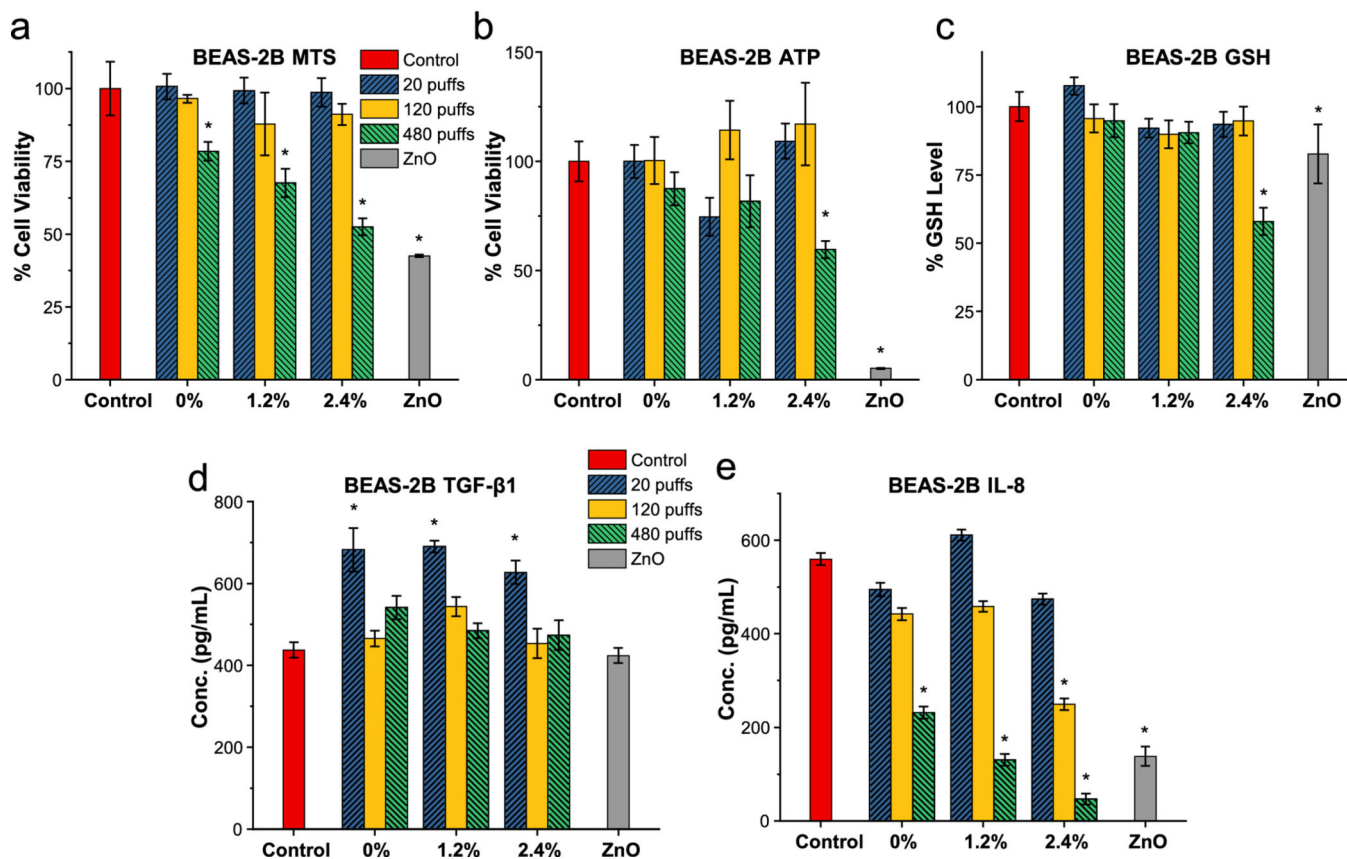 a
BEAS-2B MTS
Control
20 puffs
120 puffs
480 puffs
ZnO
% Cell Viability
100
75
50
25
0
*
*
*
*
Control 0% 1.2% 2.4% ZnO
b
BEAS-2B ATP
% Cell Viability
150
100
50
0
*
*
Control 0% 1.2% 2.4% ZnO
c
BEAS-2B GSH
% GSH Level
100
75
50
25
0
*
*
Control 0% 1.2% 2.4% ZnO
d
BEAS-2B TGF-β1
Control
20 puffs
120 puffs
480 puffs
ZnO
Conc. (pg/mL)
800
600
400
200
0
*
*
*
Control 0% 1.2% 2.4% ZnO
e
BEAS-2B IL-8
Conc. (pg/mL)
600
400
200
0
*
*
*
*
*
Control 0% 1.2% 2.4% ZnO